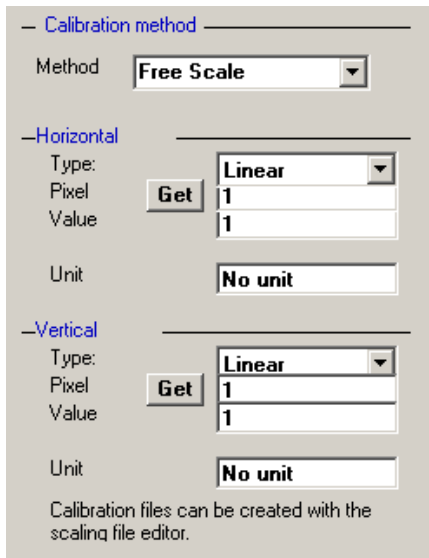 Calibration method
Method Free Scale
Horizontal
Type: Linear
Pixel Get 1
Value 1
Unit No unit
Vertical
Type: Linear
Pixel Get 1
Value 1
Unit No unit
Calibration files can be created with the
scaling file editor.